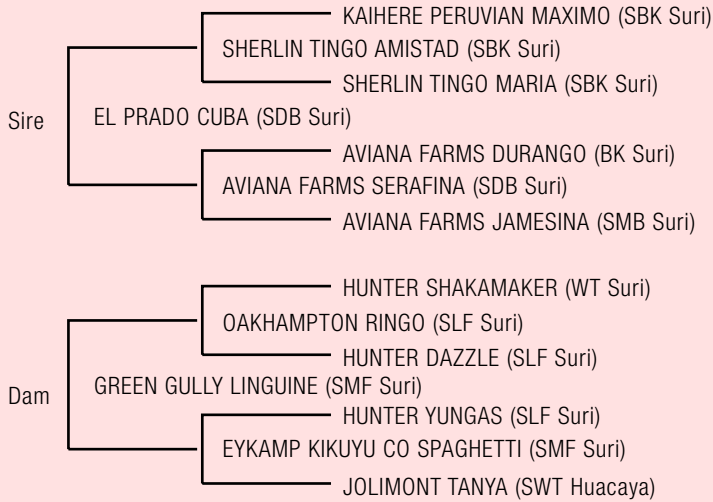 KAIHERE PERUVIAN MAXIMO (SBK Suri)
SHERLIN TINGO AMISTAD (SBK Suri)
SHERLIN TINGO MARIA (SBK Suri)
Sire
EL PRADO CUBA (SDB Suri)
AVIANA FARMS DURANGO (BK Suri)
AVIANA FARMS SERAFINA (SDB Suri)
AVIANA FARMS JAMESINA (SMB Suri)
HUNTER SHAKAMAKER (WT Suri)
OAKHAMPTON RINGO (SLF Suri)
HUNTER DAZZLE (SLF Suri)
Dam
GREEN GULLY LINGUINE (SMF Suri)
HUNTER YUNGAS (SLF Suri)
EYKAMP KIKUYU CO SPAGHETTI (SMF Suri)
JOLIMONT TANYA (SWT Huacaya)